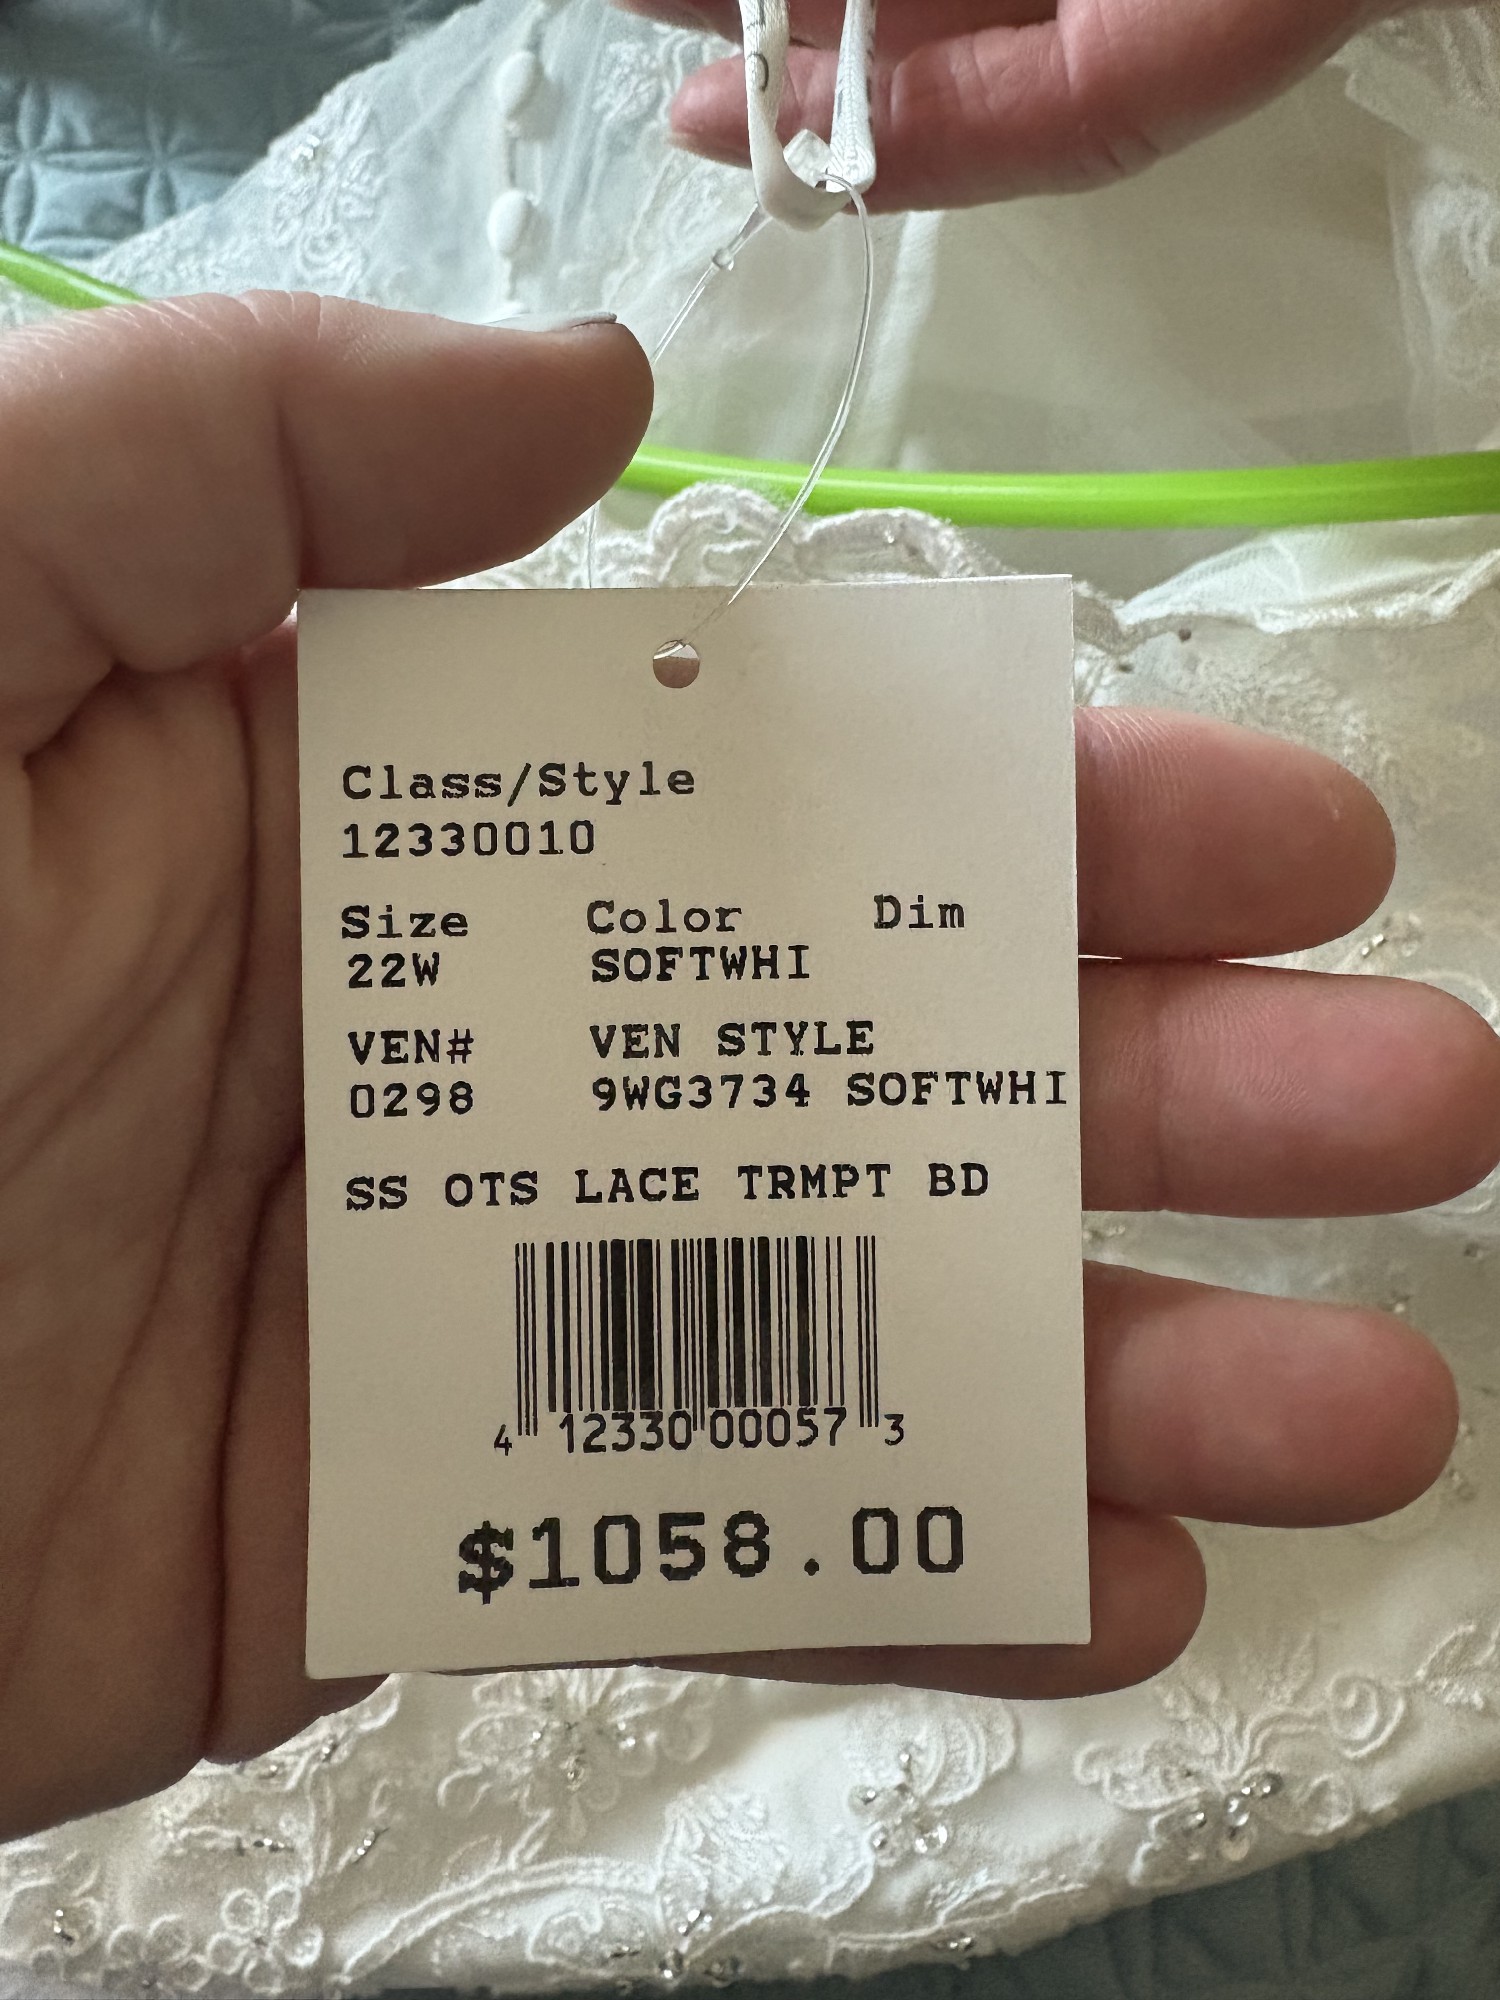 Class/Style
12330010
Size Color Dim
22W SOFTWHI
VEN# VEN STYLE
0298 9WG3734 SOFTWHI
SS OTS LACE TRMPT BD
4 12330 00057 3
$1058.00